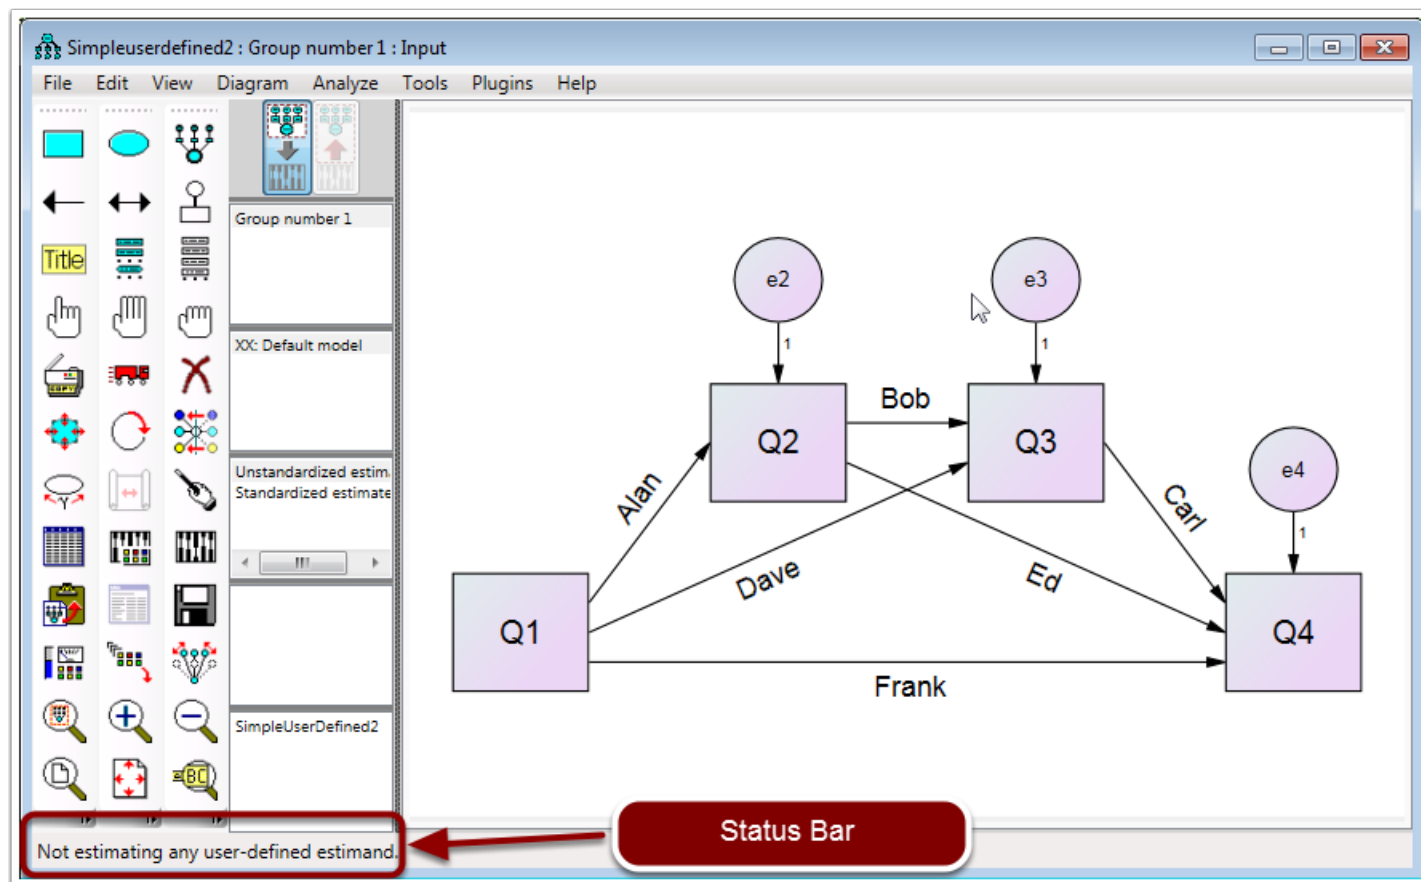 Simpleuserdefined2 : Group number 1 : Input
File Edit View Diagram Analyze Tools Plugins Help
Title
Group number 1
XX: Default model
Unstandardized estim
Standardized estimate
SimpleUserDefined2
e2
e3
1
1
Bob
Q2
Q3
e4
Alan
Carl
1
Dave
Ed
Q1
Q4
Frank
Status Bar
Not estimating any user-defined estimand.